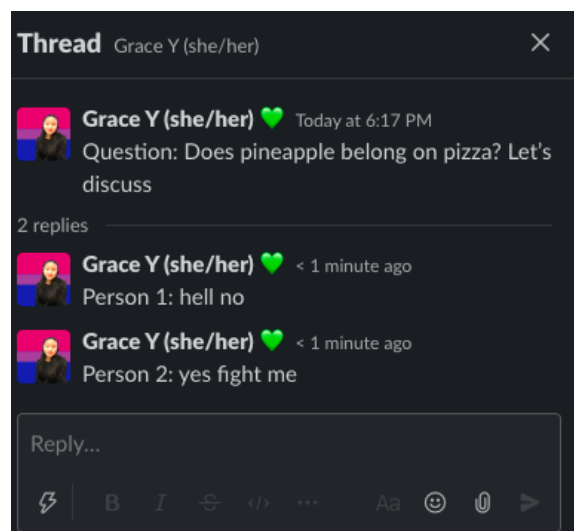 Thread Grace Y (she/her)
Grace Y (she/her) 💚 Today at 6:17 PM
Question: Does pineapple belong on pizza? Let's
discuss
2 replies
Grace Y (she/her) 💚 < 1 minute ago
Person 1: hell no
Grace Y (she/her) 💚 < 1 minute ago
Person 2: yes fight me
Reply...
B I S </> ... Aa